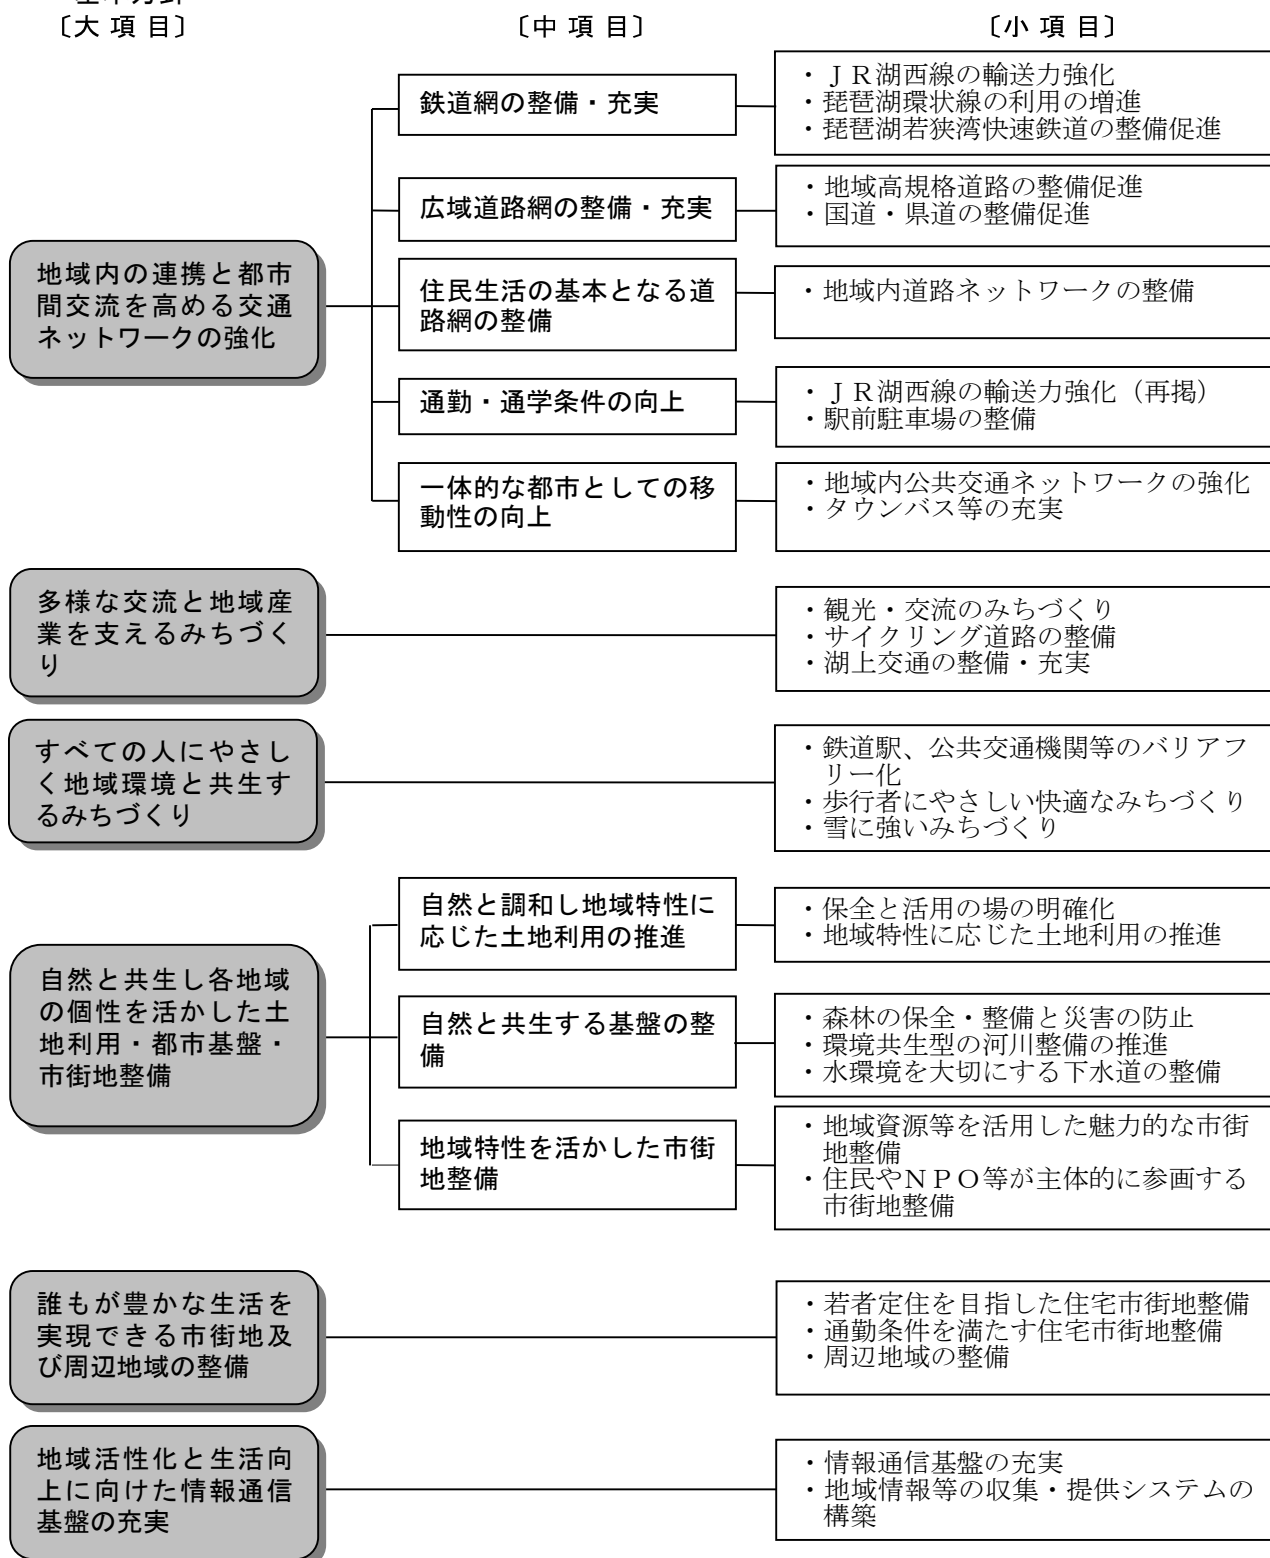 〔大 項 目〕
〔中 項 目〕
〔小 項 目〕
地域内の連携と都市
間交流を高める交通
ネットワークの強化
鉄道網の整備・充実
・ＪＲ湖西線の輸送力強化
・琵琶湖環状線の利用の増進
・琵琶湖若狭湾快速鉄道の整備促進
広域道路網の整備・充実
・地域高規格道路の整備促進
・国道・県道の整備促進
住民生活の基本となる道
路網の整備
・地域内道路ネットワークの整備
通勤・通学条件の向上
・ＪＲ湖西線の輸送力強化（再掲）
・駅前駐車場の整備
一体的な都市としての移
動性の向上
・地域内公共交通ネットワークの強化
・タウンバス等の充実
多様な交流と地域産
業を支えるみちづく
り
・観光・交流のみちづくり
・サイクリング道路の整備
・湖上交通の整備・充実
すべての人にやさし
く地域環境と共生す
るみちづくり
・鉄道駅、公共交通機関等のバリアフ
リー化
・歩行者にやさしい快適なみちづくり
・雪に強いみちづくり
自然と共生し各地域
の個性を活かした土
地利用・都市基盤・
市街地整備
自然と調和し地域特性に
応じた土地利用の推進
・保全と活用の場の明確化
・地域特性に応じた土地利用の推進
自然と共生する基盤の整
備
・森林の保全・整備と災害の防止
・環境共生型の河川整備の推進
・水環境を大切にする下水道の整備
地域特性を活かした市街
地整備
・地域資源等を活用した魅力的な市街
地整備
・住民やＮＰＯ等が主体的に参画する
市街地整備
誰もが豊かな生活を
実現できる市街地及
び周辺地域の整備
・若者定住を目指した住宅市街地整備
・通勤条件を満たす住宅市街地整備
・周辺地域の整備
地域活性化と生活向
上に向けた情報通信
基盤の充実
・情報通信基盤の充実
・地域情報等の収集・提供システムの
構築